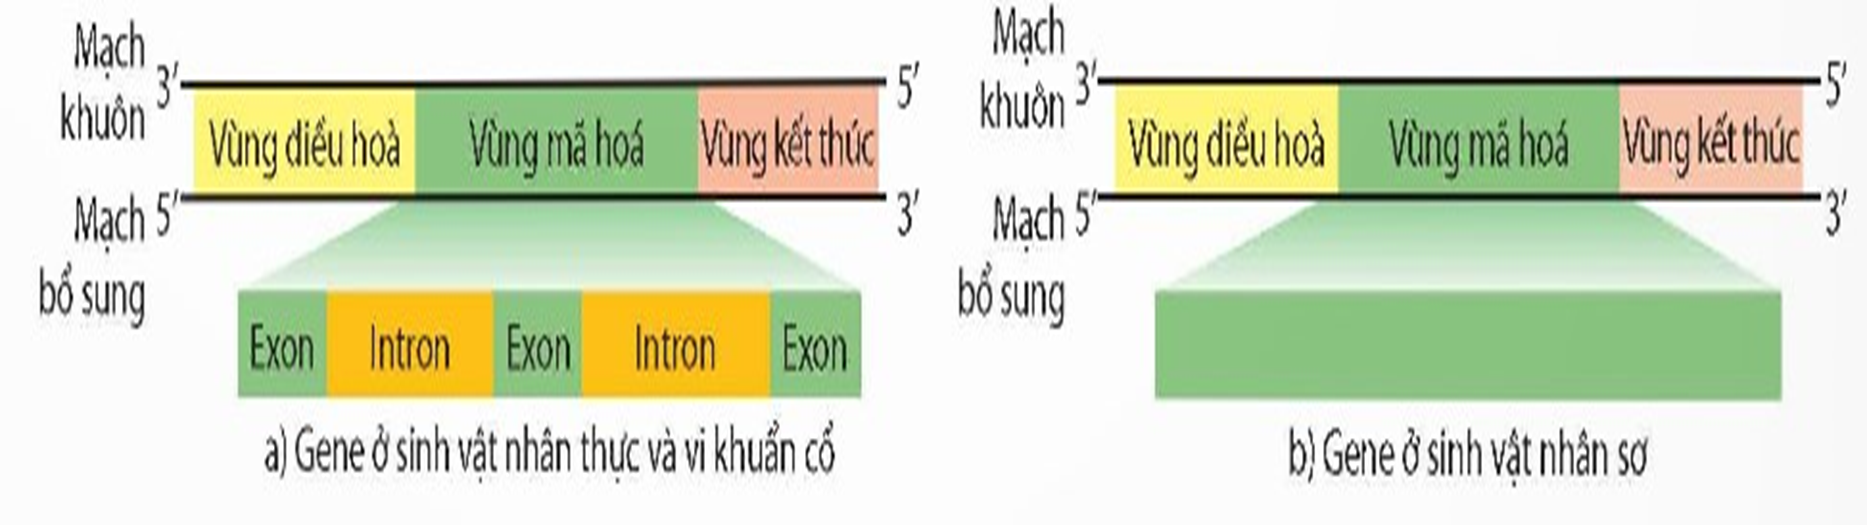 Mạch
khuôn
3′
5′
Vùng điều hoà
Vùng mã hoá
Vùng kết thúc
Mạch
bổ sung
5′
3′
Exon
Intron
Exon
Intron
Exon
a) Gene ở sinh vật nhân thực và vi khuẩn cổ
Mạch
khuôn
3′
5′
Vùng điều hoà
Vùng mã hoá
Vùng kết thúc
Mạch
bổ sung
5′
3′
b) Gene ở sinh vật nhân sơ